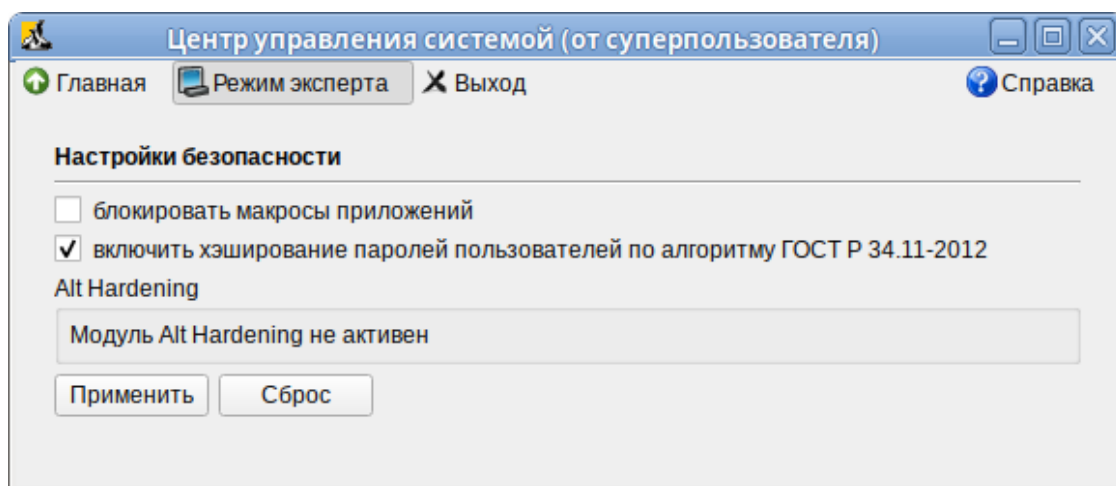 Центр управления системой (от суперпользователя)
Главная Режим эксперта Выход Справка
Настройки безопасности
блокировать макросы приложений
включить хэширование паролей пользователей по алгоритму ГОСТ Р 34.11-2012
Alt Hardening
Модуль Alt Hardening не активен
Применить Сброс